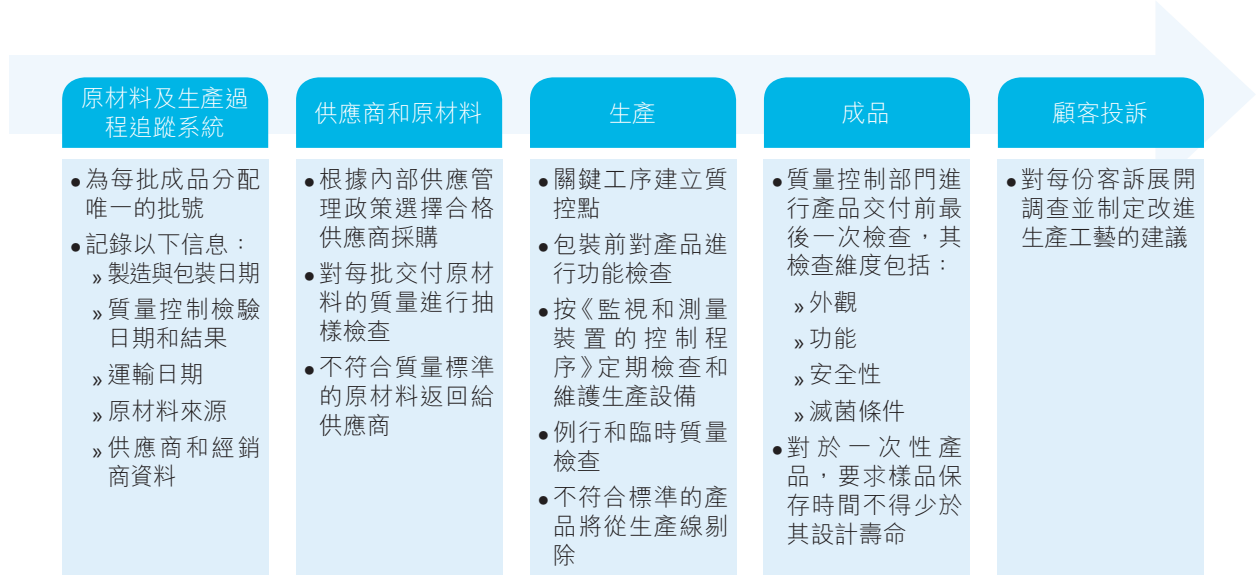 原材料及生產過
程追蹤系統
●為每批成品分配
唯一的批號
●記錄以下信息：
» 製造與包裝日期
» 質量控制檢驗
日期和結果
» 運輸日期
» 原材料來源
» 供應商和經銷
商資料
供應商和原材料
●根據內部供應管
理政策選擇合格
供應商採購
●對每批交付原材
料的質量進行抽
樣檢查
●不符合質量標準
的原材料返回給
供應商
生產
●關鍵工序建立質
控點
●包裝前對產品進
行功能檢查
●按《監視和測量
裝置的控制程
序》定期檢查和
維護生產設備
●例行和臨時質量
檢查
●不符合標準的產
品將從生產線剔
除
成品
●質量控制部門進
行產品交付前最
後一次檢查，其
檢查維度包括：
» 外觀
» 功能
» 安全性
» 滅菌條件
●對於一次性產
品，要求樣品保
存時間不得少於
其設計壽命
顧客投訴
●對每份客訴展開
調查並制定改進
生產工藝的建議